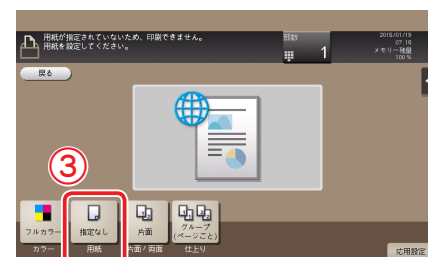 用紙が指定されていないため、印刷できません。
用紙を設定してください。
部数
1
2015/01/19
07:16
メモリー残量
100 %
戻る
③
フルカラー
指定なし
片面
グループ
(ページごと)
カラー
用紙
片面/両面
仕上り
応用設定